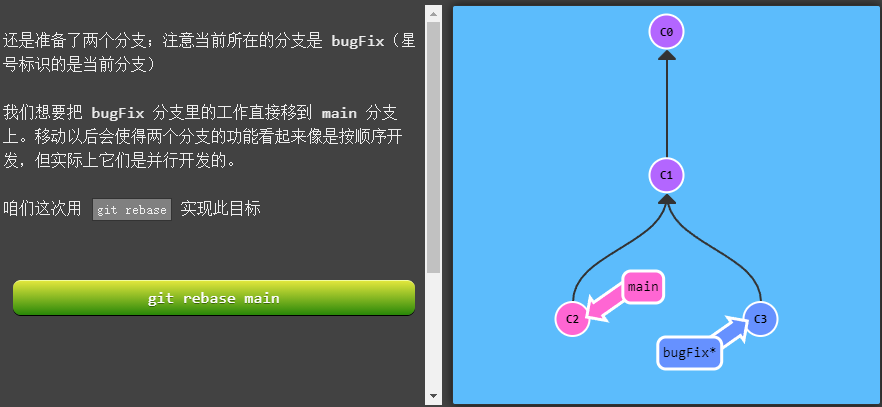 还是准备了两个分支；注意当前所在的分支是 bugFix（星
号标识的是当前分支）
我们想要把 bugFix 分支里的工作直接移到 main 分支
上。移动以后会使得两个分支的功能看起来像是按顺序开
发，但实际上它们是并行开发的。
咱们这次用 git rebase 实现此目标
git rebase main
C0
C1
main
C2
C3
bugFix*